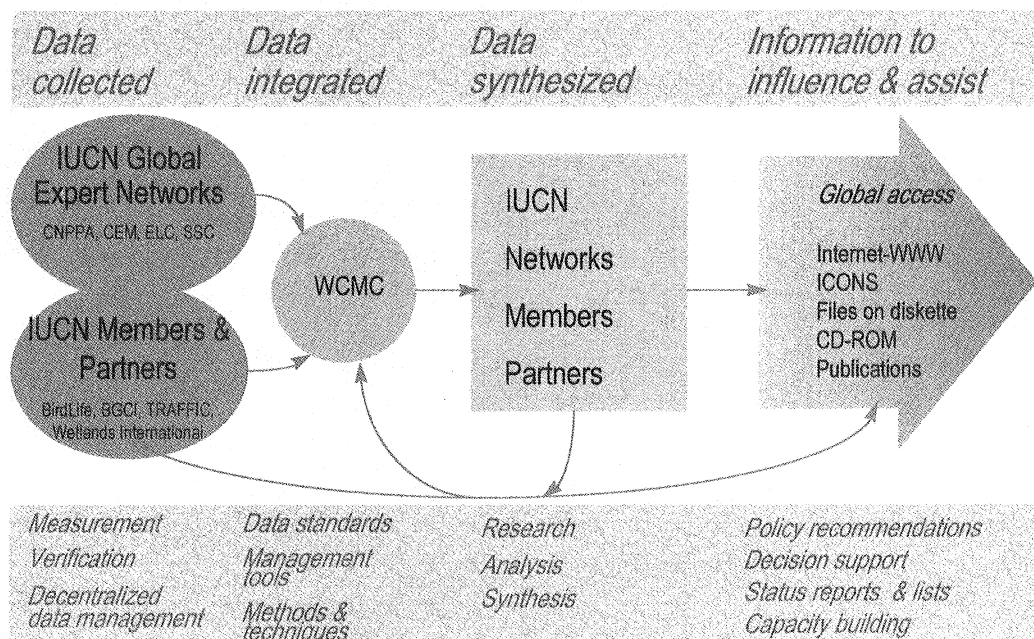 Data collected
Data integrated
Data synthesized
Information to influence & assist
IUCN Global
Expert Networks
CNPPA, CEM, ELC, SSC
IUCN Members &
Partners
BirdLife, BGCI, TRAFFIC,
Wetlands International
WCMC
IUCN
Networks
Members
Partners
Global access
Internet-WWW
ICONS
Files on diskette
CD-ROM
Publications
Measurement
Verification
Decentralized
data management
Data standards
Management
tools
Methods &
techniques
Research
Analysis
Synthesis
Policy recommendations
Decision support
Status reports & lists
Capacity building